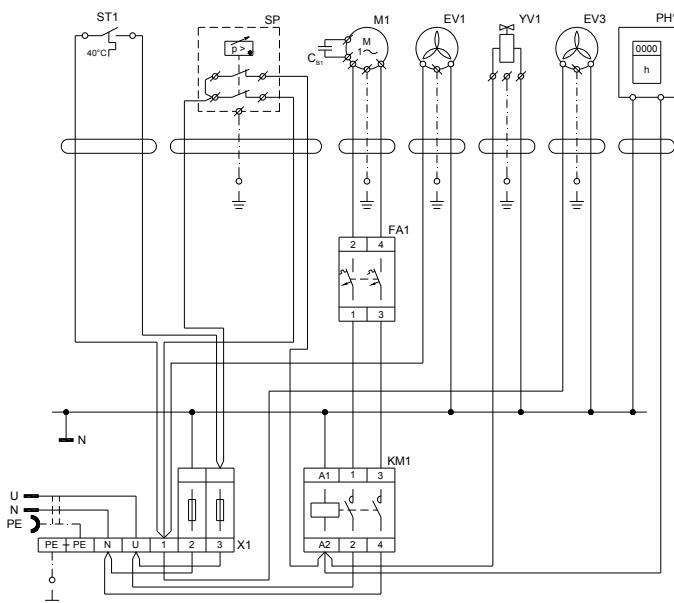 ST1
SP
M1
EV1
YV1
EV3
40°C
p >
C B1
M
1
0000
h
FA1
2 4
1 3
N
KM1
A1 1 3
U
N
PE
PE PE N U 1 2 3
X1
A2 2 4